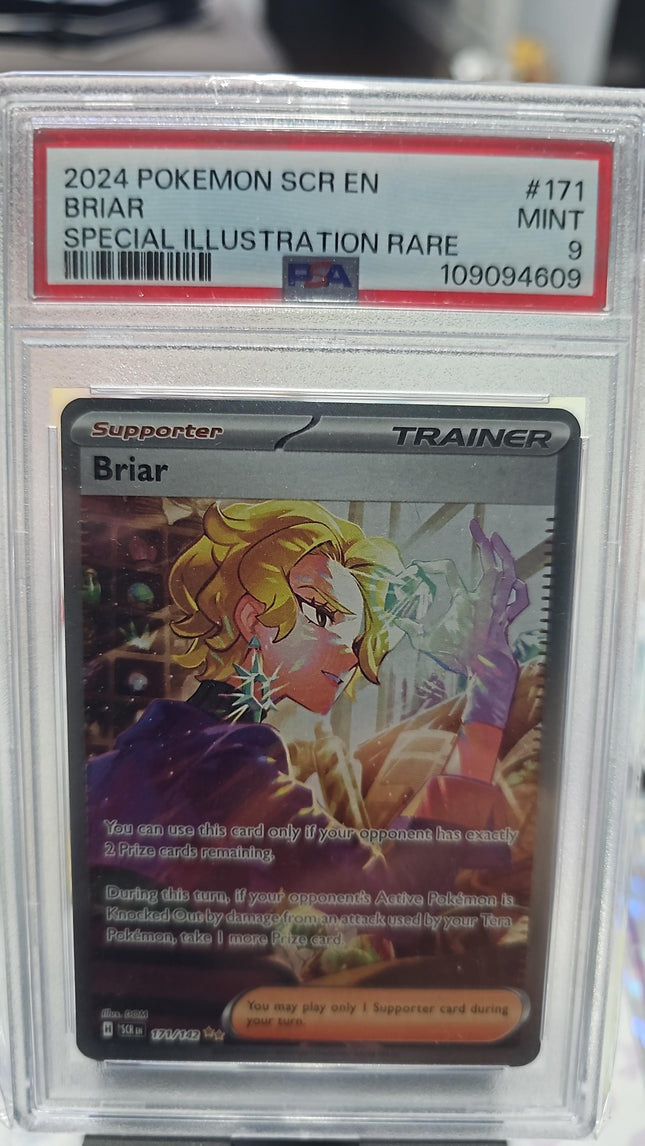 2024 POKEMON SCR EN #171
BRIAR MINT
SPECIAL ILLUSTRATION RARE 9
PSA 109094609
Supporter TRAINER
Briar
You can use this card only if your opponent has exactly
2 Prize cards remaining.
During this turn, if your opponent's Active Pokémon is
Knocked Out by damage from an attack used by your Tera
Pokémon, take 1 more Prize card.
You may play only 1 Supporter card during
your turn.
Illus. DOM
H SCR EN 171/142